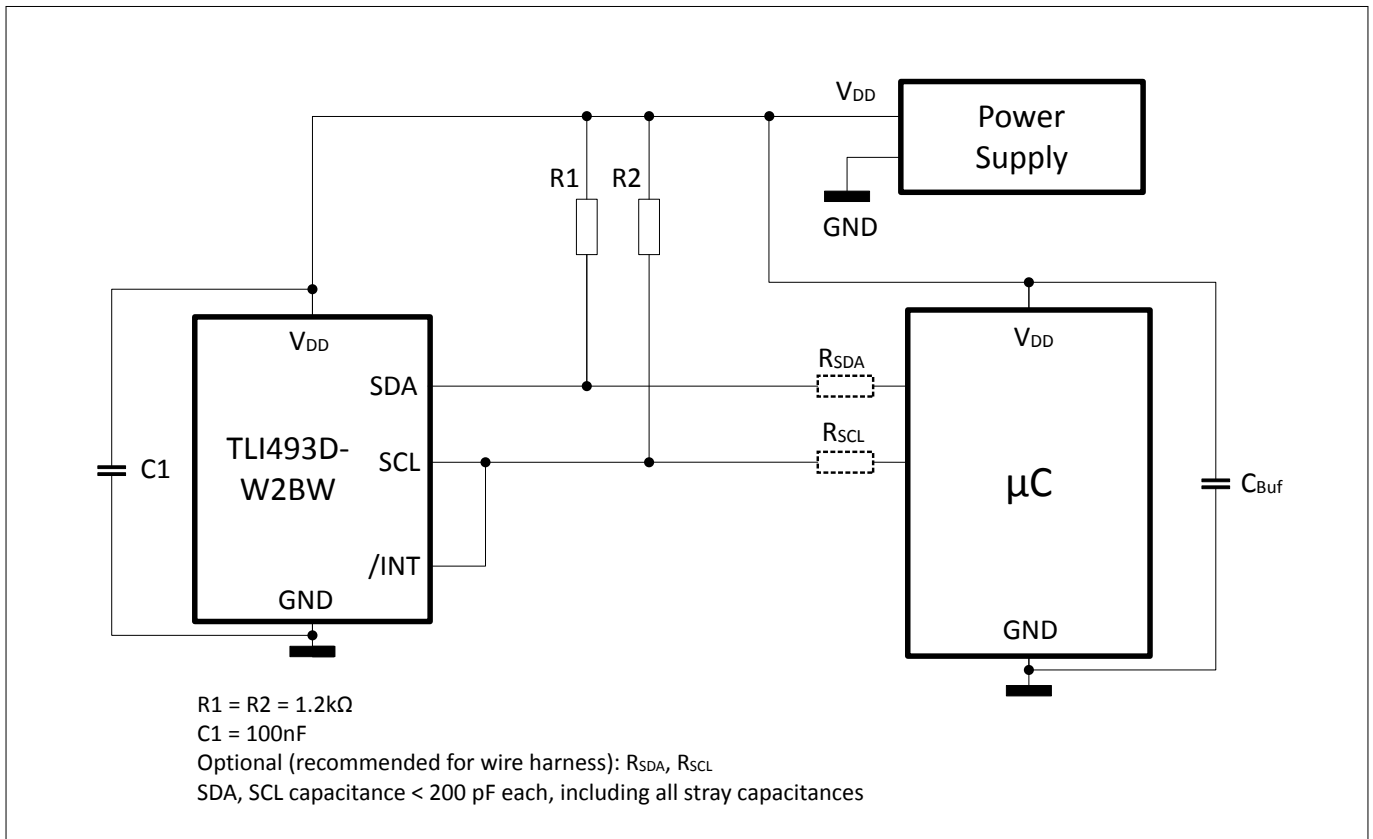 VDD
Power
Supply
R1
R2
GND
VDD
VDD
RSDA
SDA
TLI493D-
W2BW
RSCL
SCL
C1
µC
CBuf
/INT
GND
GND
R1 = R2 = 1.2kΩ
C1 = 100nF
Optional (recommended for wire harness): RSDA, RSCL
SDA, SCL capacitance < 200 pF each, including all stray capacitances